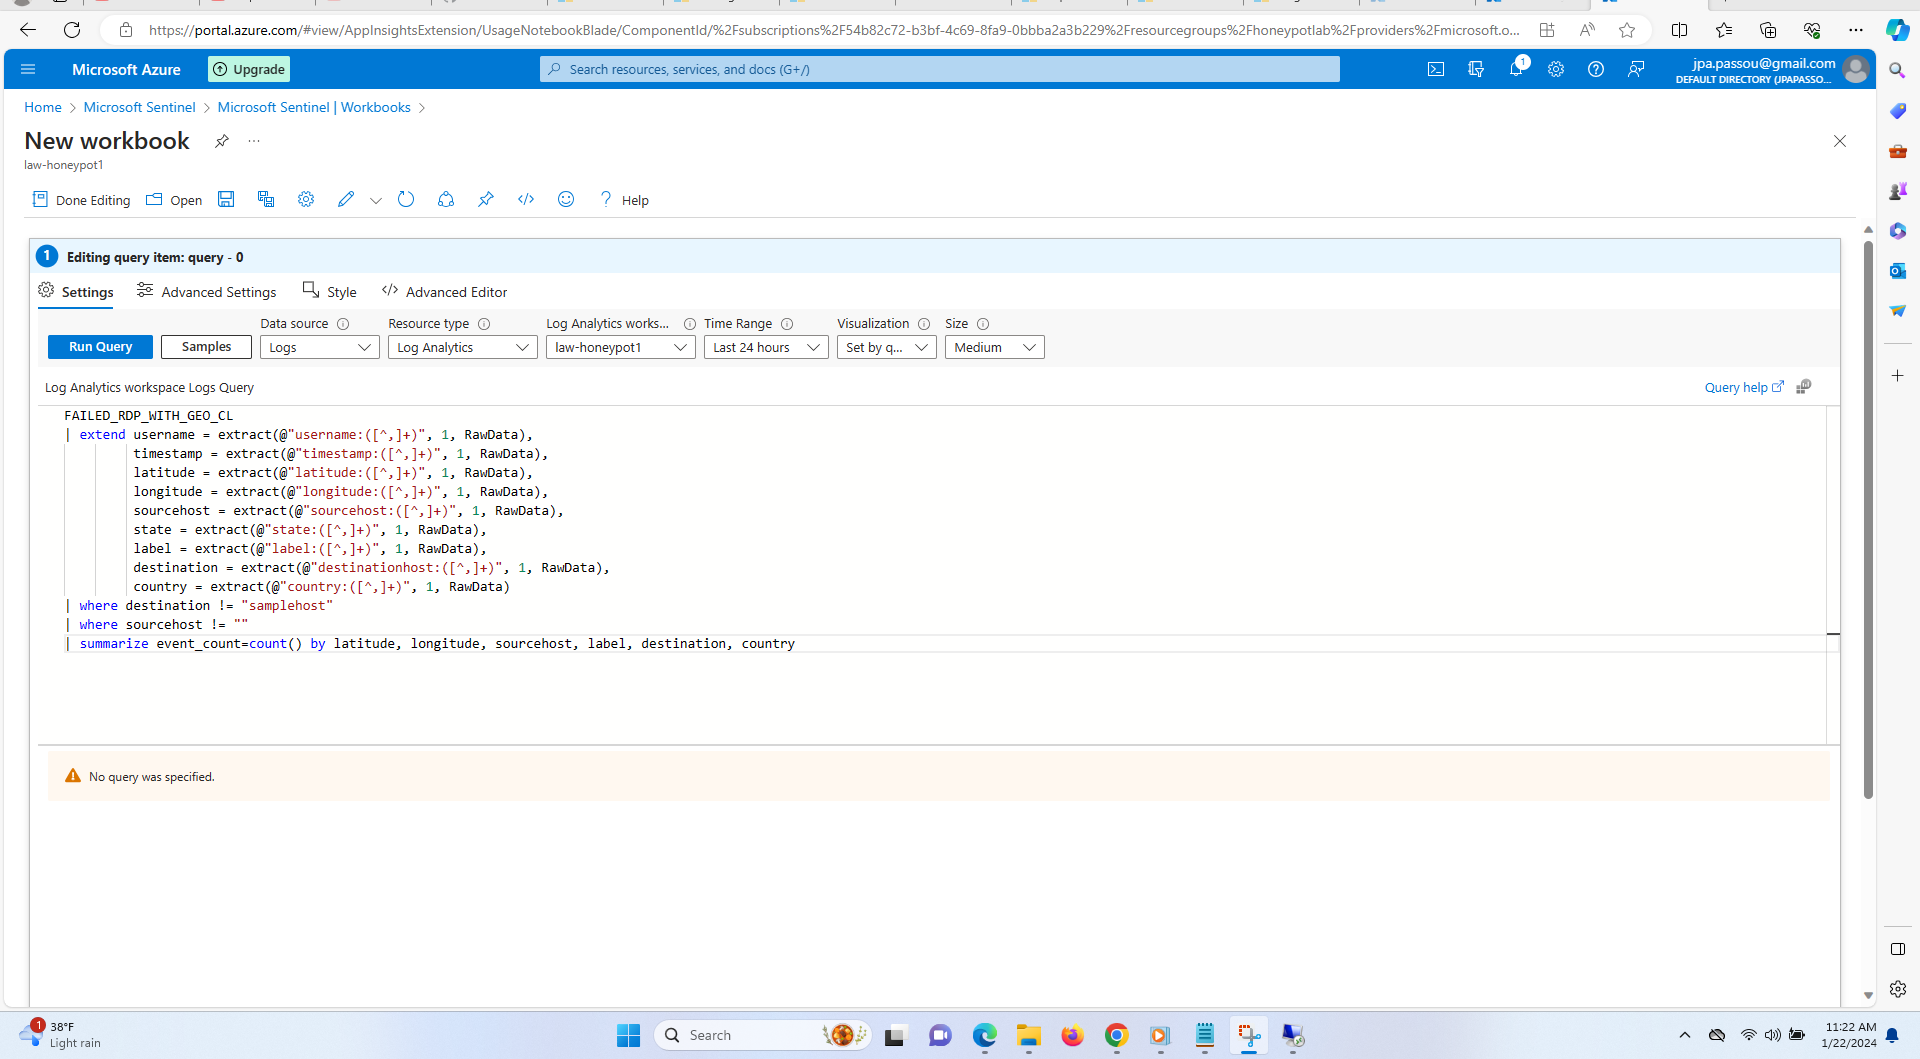 https://portal.azure.com/#view/AppInsightsExtension/UsageNotebookBlade/ComponentId/%2Fsubscriptions%2F54b82c72-b3bf-4c69-8fa9-0bbba2a3b229%2Fresourcegroups%2Fhoneypotlab%2Fproviders%2Fmicrosoft.o...
Microsoft Azure
Upgrade
Search resources, services, and docs (G+/)
1
jpa.passou@gmail.com
DEFAULT DIRECTORY (JPAPASSO...
Home > Microsoft Sentinel > Microsoft Sentinel | Workbooks >
New workbook
...
law-honeypot1
Done Editing
Open
? Help
1 Editing query item: query - 0
Settings
Advanced Settings
Style
Advanced Editor
Data source
Resource type
Log Analytics works...
Time Range
Visualization
Size
Run Query
Samples
Logs
Log Analytics
law-honeypot1
Last 24 hours
Set by q...
Medium
Log Analytics workspace Logs Query
Query help
FAILED_RDP_WITH_GEO_CL
| extend username = extract(@"username:([^,]+)", 1, RawData),
timestamp = extract(@"timestamp:([^,]+)", 1, RawData),
latitude = extract(@"latitude:([^,]+)", 1, RawData),
longitude = extract(@"longitude:([^,]+)", 1, RawData),
sourcehost = extract(@"sourcehost:([^,]+)", 1, RawData),
state = extract(@"state:([^,]+)", 1, RawData),
label = extract(@"label:([^,]+)", 1, RawData),
destination = extract(@"destinationhost:([^,]+)", 1, RawData),
country = extract(@"country:([^,]+)", 1, RawData)
| where destination != "samplehost"
| where sourcehost != ""
| summarize event_count=count() by latitude, longitude, sourcehost, label, destination, country
No query was specified.
1
38°F
Light rain
Search
11:22 AM
1/22/2024